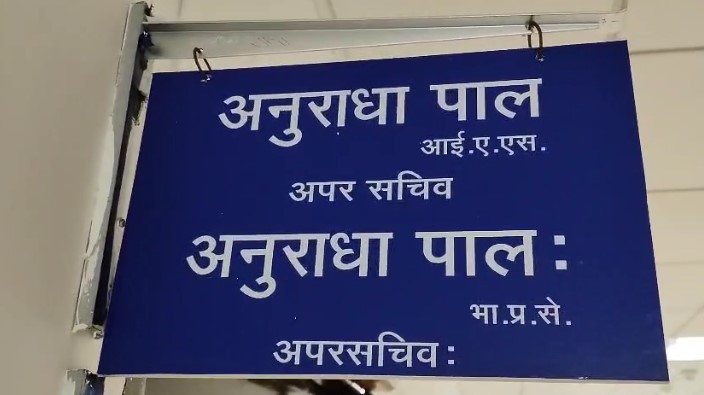 अनुराधा पाल
आई.ए.एस.
अपर सचिव
अनुराधा पाल:
भा.प्र.से.
अपरसचिव: